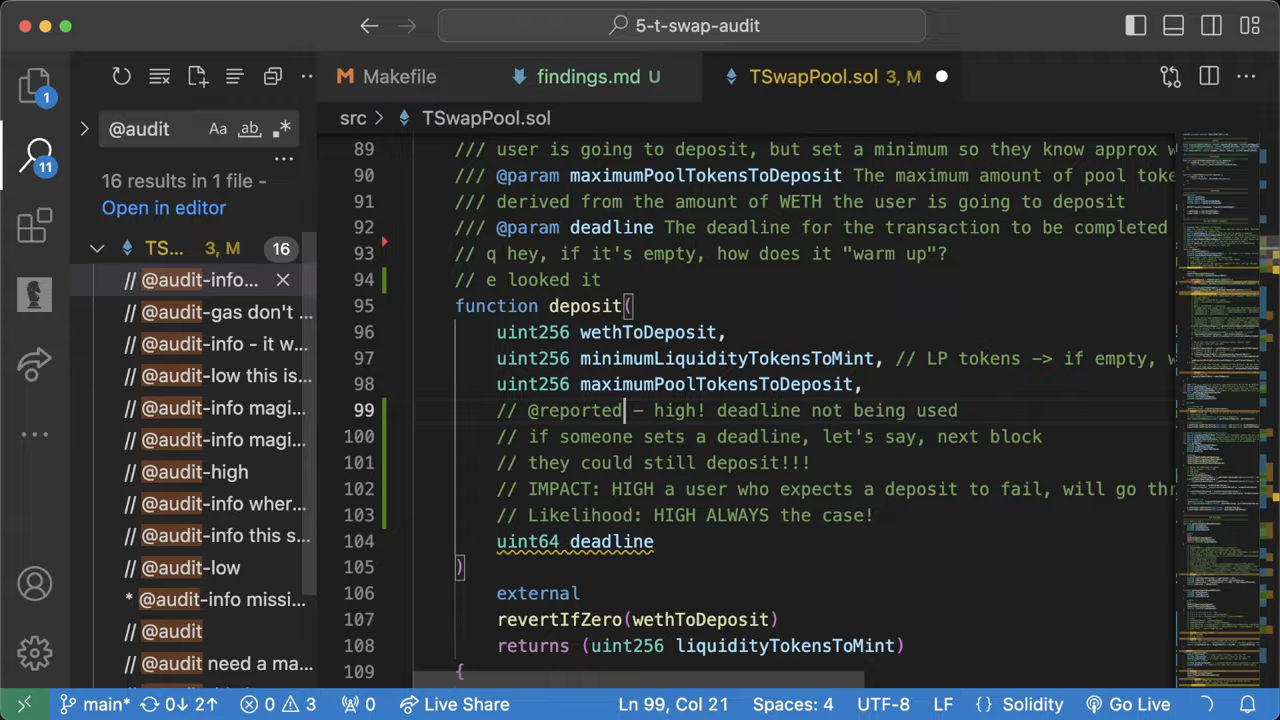 5-t-swap-audit
Makefile
findings.md U
TSwapPool.sol 3, M
@audit
src > TSwapPool.sol
16 results in 1 file -
Open in editor
TS... 3, M 16
// @audit-info...
// @audit-gas don't ...
// @audit-info - it w...
// @audit-low this is...
// @audit-info magi...
// @audit-info magi...
// @audit-high
// @audit-info wher...
// @audit-info this s...
// @audit-low
* @audit-info missi...
// @audit
// @audit need a ma...
89 /// user is going to deposit, but set a minimum so they know approx w
90 /// @param maximumPoolTokensToDeposit The maximum amount of pool toke
91 /// derived from the amount of WETH the user is going to deposit
92 /// @param deadline The deadline for the transaction to be completed
93 // ok, if it's empty, how does it "warm up"
94 // looked at
function deposit(
96 uint256 wethToDeposit,
97 uint256 minimumLiquidityTokensToMint, // LP tokens -> if empty, w
98 uint256 maximumPoolTokensToDeposit,
99 // @reported - high! deadline not being used
100 // if someone sets a deadline, let's say, next block
101 // they could still deposit!!!
102 // IMPACT: HIGH a user who expects a deposit to fail, will go thr
103 // Likelihood: HIGH ALWAYS the case!
104 uint64 deadline
105 )
106 external
107 revertIfZero(wethToDeposit)
108 returns (uint256 liquidityTokensToMint)
109 {
main* 0↓ 2↑ 0 3 0 Live Share Ln 99, Col 21 Spaces: 4 UTF-8 LF {} Solidity Go Live